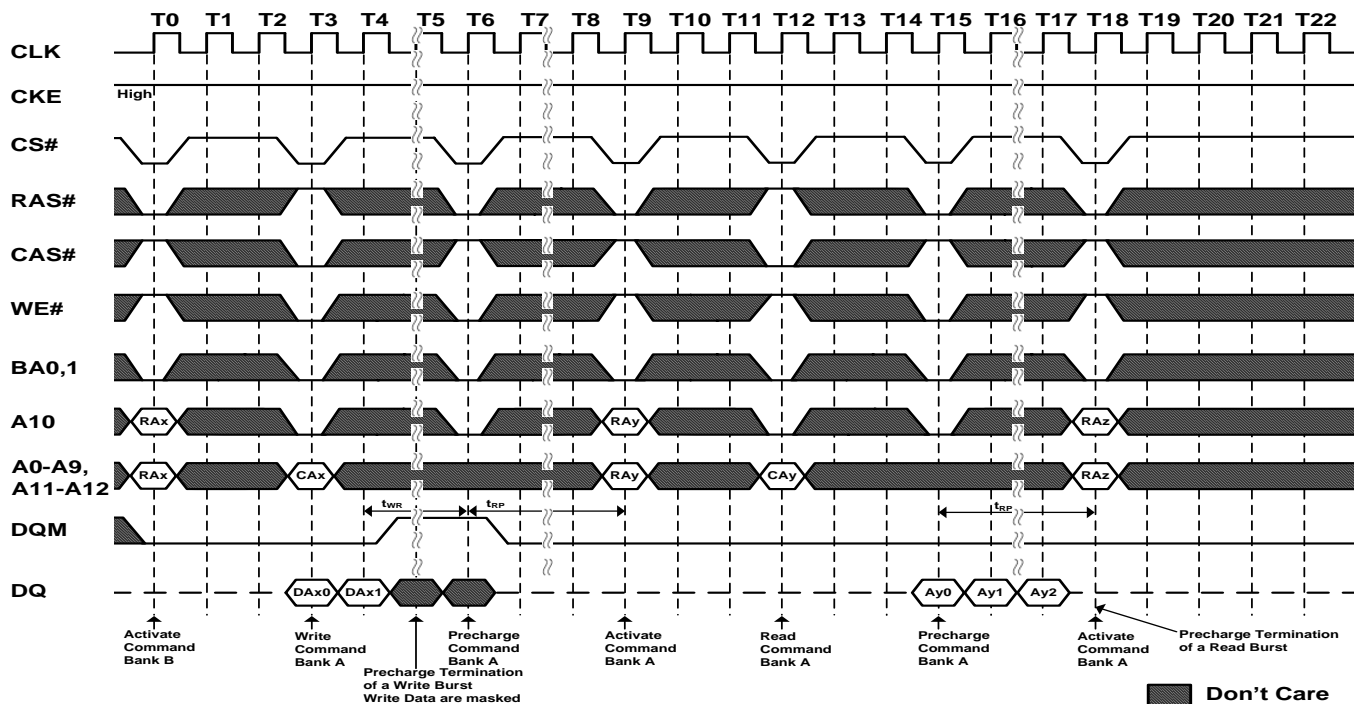 T0 T1 T2 T3 T4 T5 T6 T7 T8 T9 T10 T11 T12 T13 T14 T15 T16 T17 T18 T19 T20 T21 T22
CLK
CKE High
CS#
RAS#
CAS#
WE#
BA0,1
A10 RAx RAy RAz
A0-A9,
A11-A12 RAx CAx RAy CAy RAz
tWR tRP tRP
DQM
DQ DAx0 DAx1 Ay0 Ay1 Ay2
Activate
Command
Bank B
Write
Command
Bank A
Precharge Termination
of a Write Burst
Write Data are masked
Precharge
Command
Bank A
Activate
Command
Bank A
Read
Command
Bank A
Precharge
Command
Bank A
Activate
Command
Bank A
Precharge Termination
of a Read Burst
Don't Care